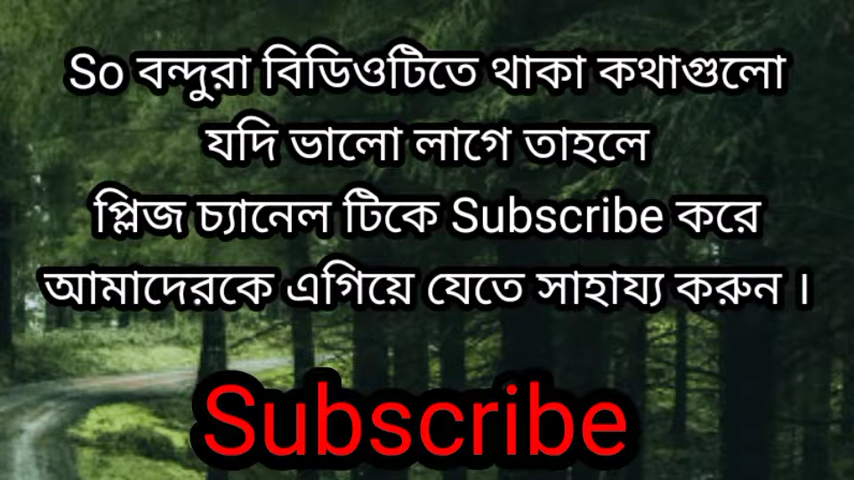 So বন্দুরা বিডিওটিতে থাকা কথাগুলো
যদি ভালো লাগে তাহলে
প্লিজ চ্যানেল টিকে Subscribe করে
আমাদেরকে এগিয়ে যেতে সাহায্য করুন ।
Subscribe